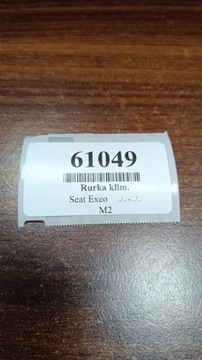 61049
Rurka klim.
Seat Exeo ../.. - ../..
M2